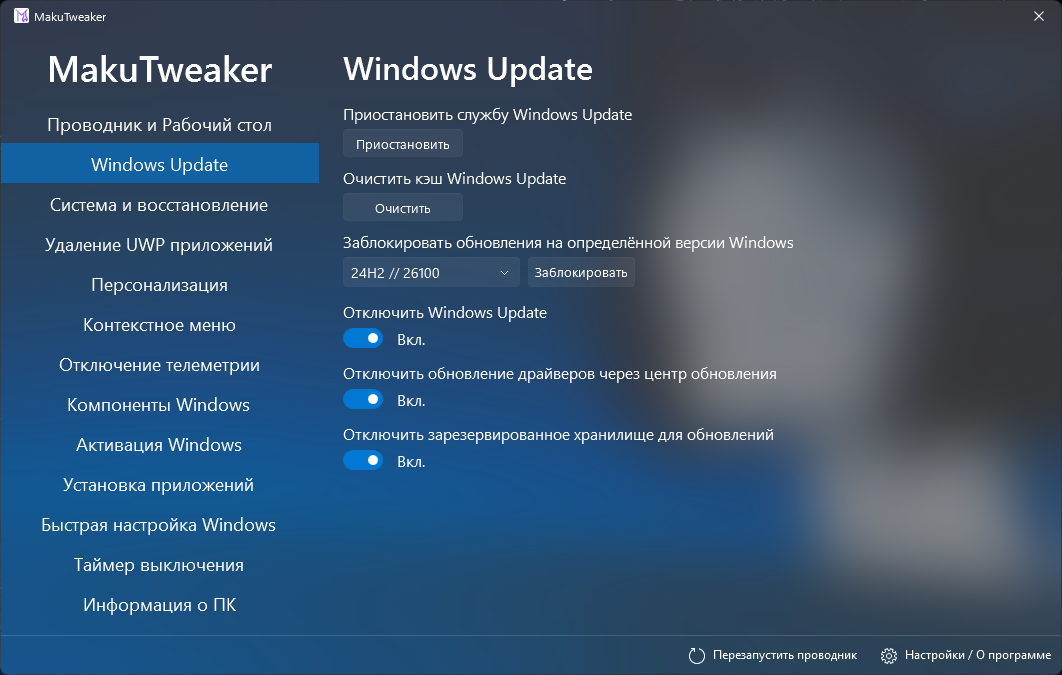 MakuTweaker
MakuTweaker
Проводник и Рабочий стол
Windows Update
Система и восстановление
Удаление UWP приложений
Персонализация
Контекстное меню
Отключение телеметрии
Компоненты Windows
Активация Windows
Установка приложений
Быстрая настройка Windows
Таймер выключения
Информация о ПК
Windows Update
Приостановить службу Windows Update
Приостановить
Очистить кэш Windows Update
Очистить
Заблокировать обновления на определённой версии Windows
24H2 // 26100 Заблокировать
Отключить Windows Update
Вкл.
Отключить обновление драйверов через центр обновления
Вкл.
Отключить зарезервированное хранилище для обновлений
Вкл.
Перезапустить проводник Настройки / О программе